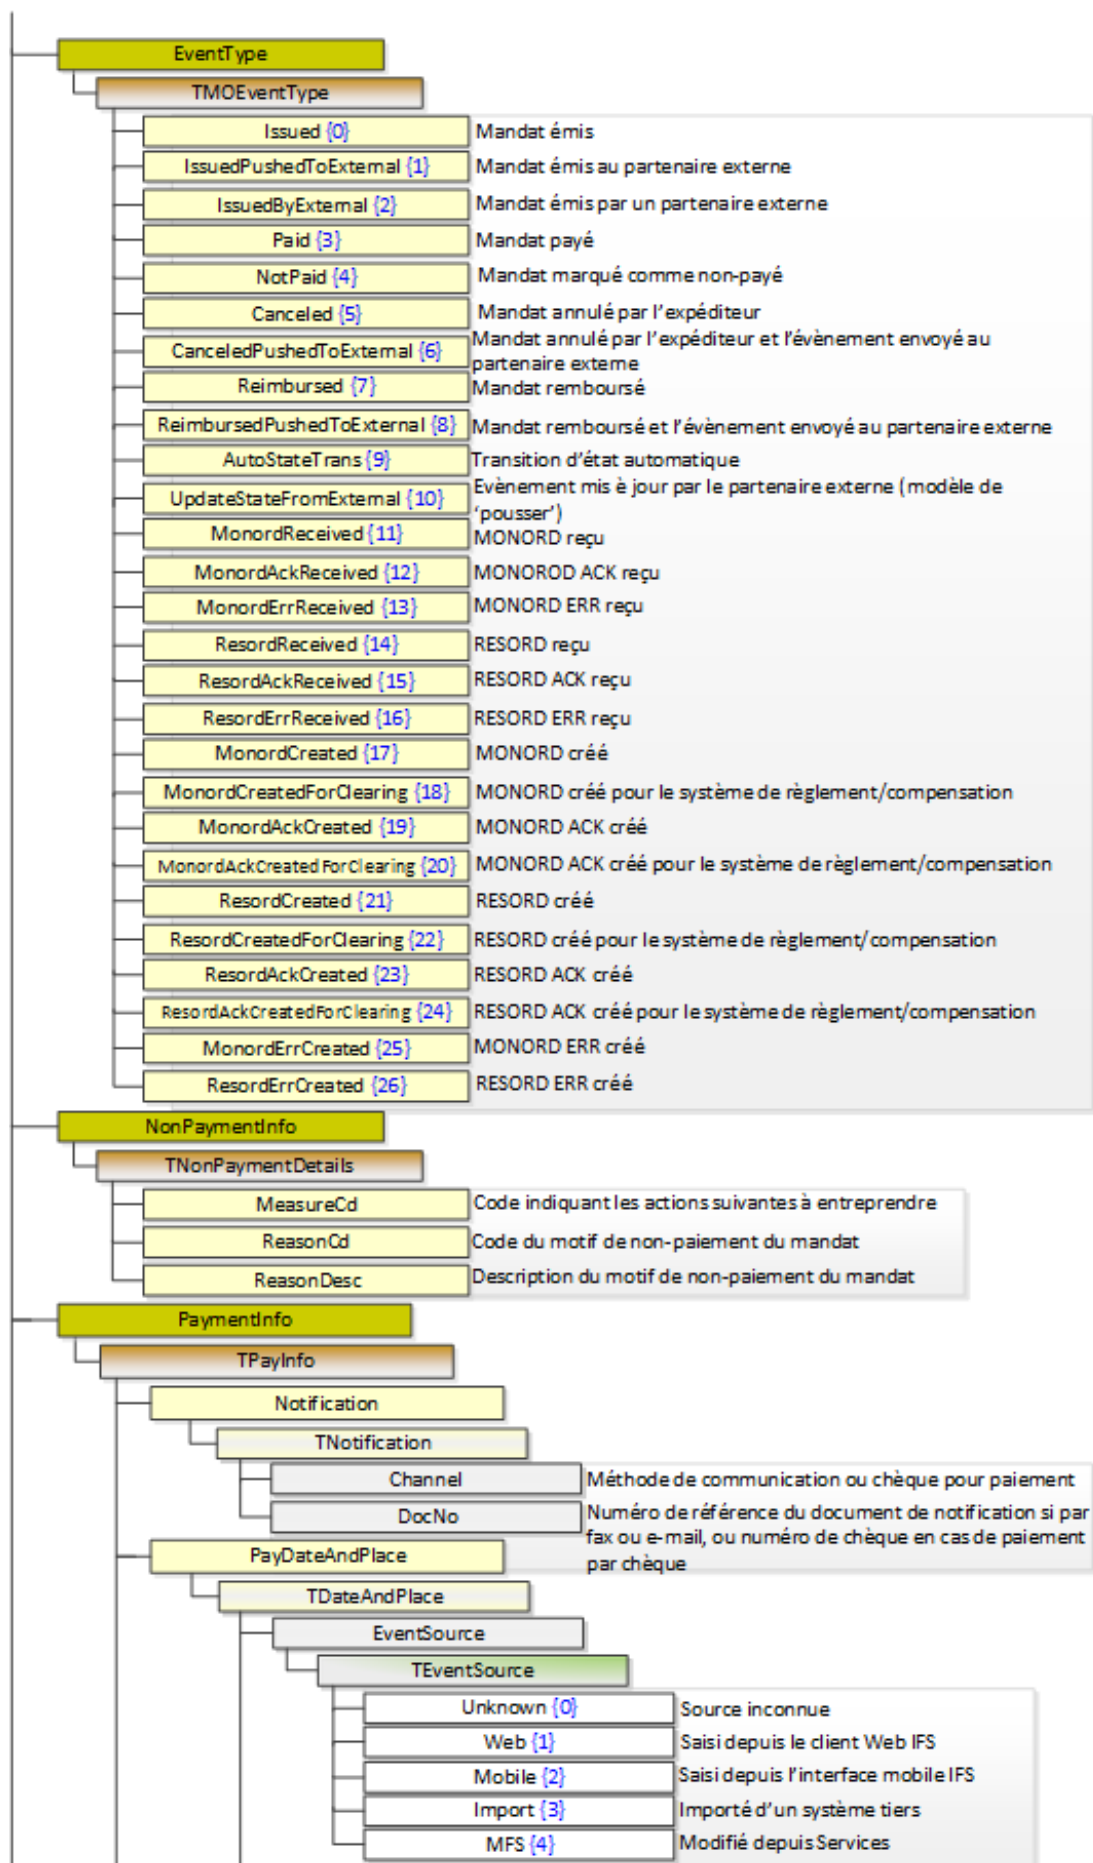 EventType
TMOEventType
Issued {0} Mandat émis
IssuedPushedToExternal {1} Mandat émis au partenaire externe
IssuedByExternal {2} Mandat émis par un partenaire externe
Paid {3} Mandat payé
NotPaid {4} Mandat marqué comme non-payé
Canceled {5} Mandat annulé par l'expéditeur
CanceledPushedToExternal {6} Mandat annulé par l'expéditeur et l'évènement envoyé au
partenaire externe
Reimbursed {7} Mandat remboursé
ReimbursedPushedToExternal {8} Mandat remboursé et l'évènement envoyé au partenaire externe
AutoStateTrans {9} Transition d'état automatique
UpdateStateFromExternal {10} Evènement mis è jour par le partenaire externe (modèle de
'pousser')
MonordReceived {11} MONORD reçu
MonordAckReceived {12} MONOROD ACK reçu
MonordErrReceived {13} MONORD ERR reçu
ResordReceived {14} RESORD reçu
ResordAckReceived {15} RESORD ACK reçu
ResordErrReceived {16} RESORD ERR reçu
MonordCreated {17} MONORD créé
MonordCreatedForClearing {18} MONORD créé pour le système de règlement/compensation
MonordAckCreated {19} MONORD ACK créé
MonordAckCreatedForClearing {20} MONORD ACK créé pour le système de règlement/compensation
ResordCreated {21} RESORD créé
ResordCreatedForClearing {22} RESORD créé pour le système de règlement/compensation
ResordAckCreated {23} RESORD ACK créé
ResordAckCreatedForClearing {24} RESORD ACK créé pour le système de règlement/compensation
MonordErrCreated {25} MONORD ERR créé
ResordErrCreated {26} RESORD ERR créé
NonPaymentInfo
TNonPaymentDetails
MeasureCd Code indiquant les actions suivantes à entreprendre
ReasonCd Code du motif de non-paiement du mandat
ReasonDesc Description du motif de non-paiement du mandat
PaymentInfo
TPayInfo
Notification
TNotification
Channel Méthode de communication ou chèque pour paiement
DocNo Numéro de référence du document de notification si par
fax ou e-mail, ou numéro de chèque en cas de paiement
par chèque
PayDateAndPlace
TDateAndPlace
EventSource
TEventSource
Unknown {0} Source inconnue
Web {1} Saisi depuis le client Web IFS
Mobile {2} Saisi depuis l'interface mobile IFS
Import {3} Importé d'un système tiers
MFS {4} Modifié depuis Services